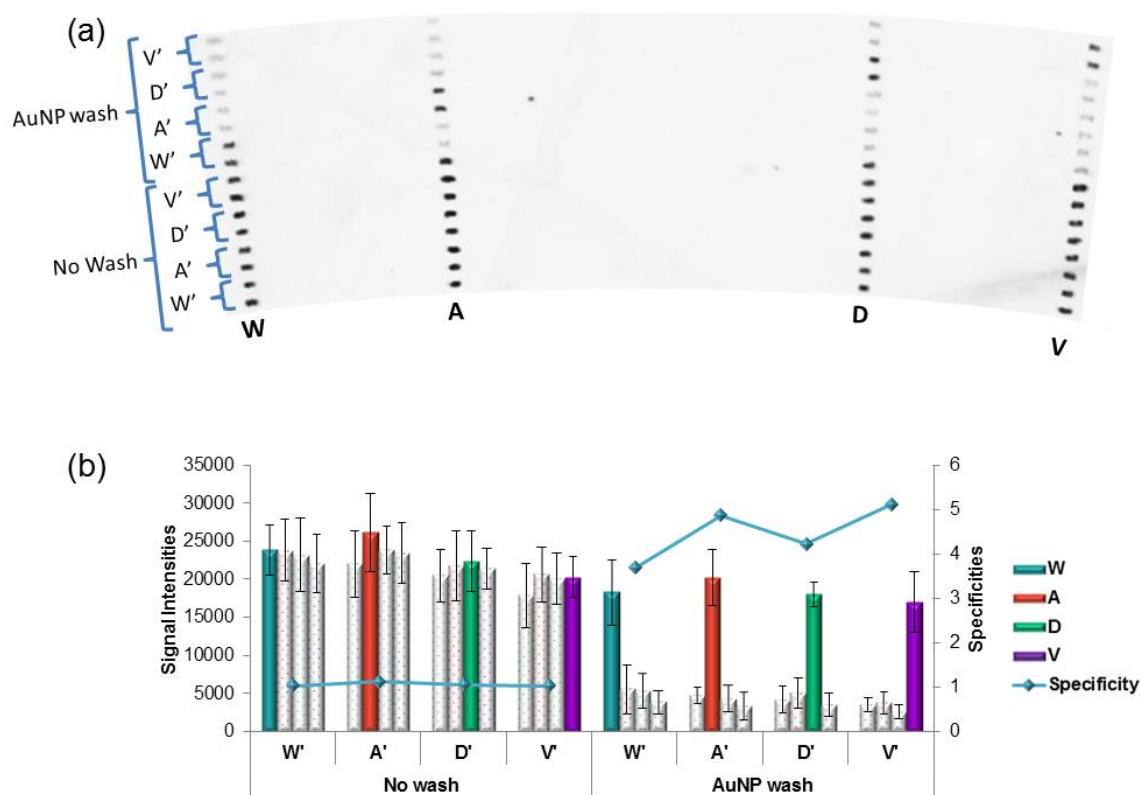 (a)
V’
D’
A’
W’
AuNP wash
V’
D’
A’
W’
No Wash
W
A
D
V
(b)
Signal Intensities
35000
30000
25000
20000
15000
10000
5000
0
Specificities
6
5
4
3
2
1
0
W' A' D' V' W' A' D' V'
No wash AuNP wash
W
A
D
V
Specificity